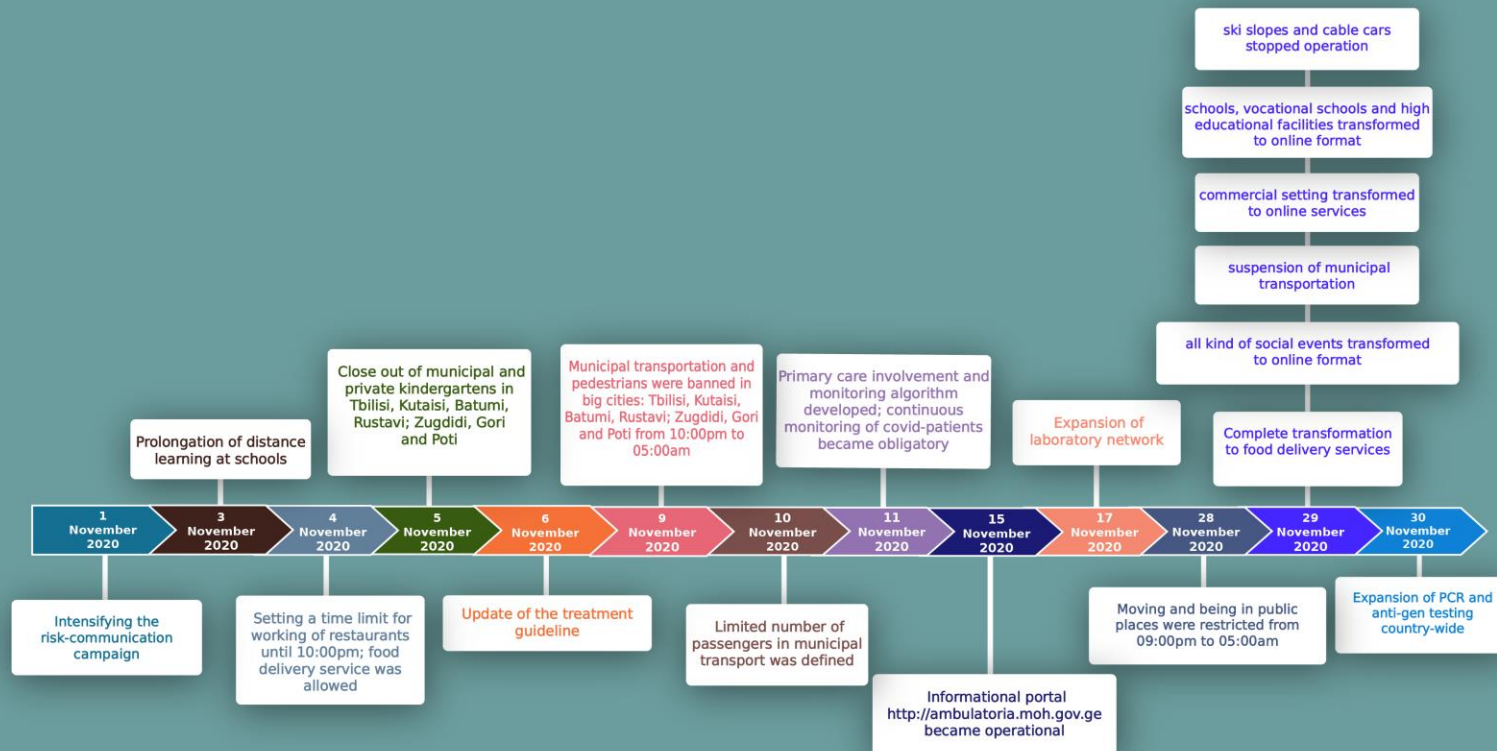 ski slopes and cable cars
stopped operation
schools, vocational schools and high
educational facilities transformed
to online format
commercial setting transformed
to online services
suspension of municipal
transportation
all kind of social events transformed
to online format
Complete transformation
to food delivery services
Prolongation of distance
learning at schools
Close out of municipal and
private kindergartens in
Tbilisi, Kutaisi, Batumi,
Rustavi; Zugdidi, Gori
and Poti
Municipal transportation and
pedestrians were banned in
big cities: Tbilisi, Kutaisi,
Batumi, Rustavi; Zugdidi, Gori
and Poti from 10:00pm to
05:00am
Primary care involvement and
monitoring algorithm
developed; continuous
monitoring of covid-patients
became obligatory
Expansion of
laboratory network
1
November
2020
3
November
2020
4
November
2020
5
November
2020
6
November
2020
9
November
2020
10
November
2020
11
November
2020
15
November
2020
17
November
2020
28
November
2020
29
November
2020
30
November
2020
Intensifying the
risk-communication
campaign
Setting a time limit for
working of restaurants
until 10:00pm; food
delivery service was
allowed
Update of the treatment
guideline
Limited number of
passengers in municipal
transport was defined
Informational portal
http://ambulatoria.moh.gov.ge
became operational
Moving and being in public
places were restricted from
09:00pm to 05:00am
Expansion of PCR and
anti-gen testing
country-wide